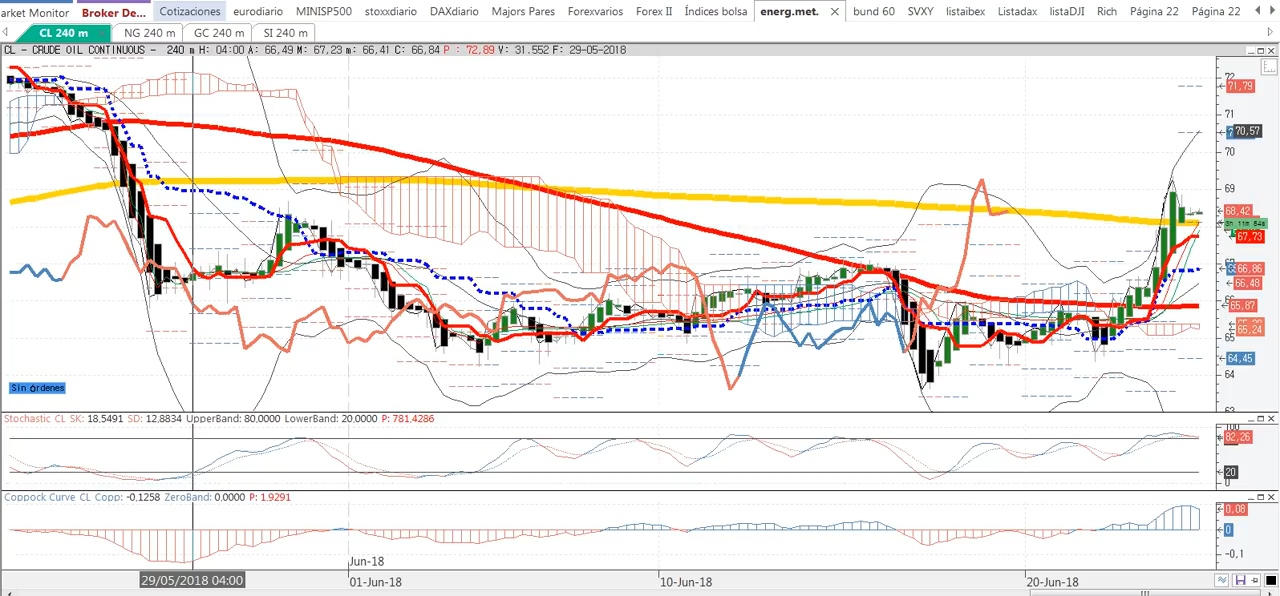 arket Monitor Broker De... Cotizaciones eurodiario MINISP500 stoxxdiario DAXdiario Majors Pares Forexvarios Forex II Índices bolsa energ.met. bund 60 SVXY listaibex Listadax listaDJI Rich Página 22 Página 22
CL 240 m NG 240 m GC 240 m SI 240 m
CL - CRUDE OIL CONTINUOUS - 240 m H: 04:00 A: 66,49 M: 67,23 m: 66,41 C: 66,84 P : 72,89 V: 31.552 F: 29-05-2018
72
71,79
71
70,57
70
69
68,42
3h 11m 54s
67,73
66,86
66,48
65,87
65,24
65
64,45
64
63
Sin órdenes
Stochastic CL SK: 18,5491 SD: 12,8834 UpperBand: 80,0000 LowerBand: 20,0000 P: 781.4286
100
82,26
20
0
Coppock Curve CL Copp: -0,1258 ZeroBand: 0,0000 P: 1.9291
0,08
0
-0,1
Jun-18
29/05/2018 04:00 01-Jun-18 10-Jun-18 20-Jun-18